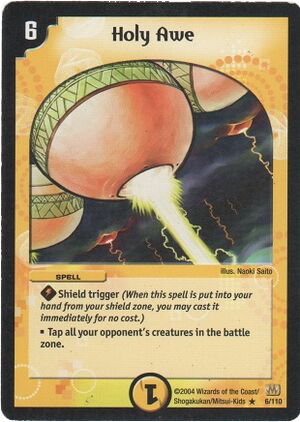 6
Holy Awe
SPELL
illus. Naoki Saito
Shield trigger (When this spell is put into your
hand from your shield zone, you may cast it
immediately for no cost.)
▪ Tap all your opponent's creatures in the battle
zone.
1
©2004 Wizards of the Coast/
Shogakukan/Mitsui-Kids ★ 6/110